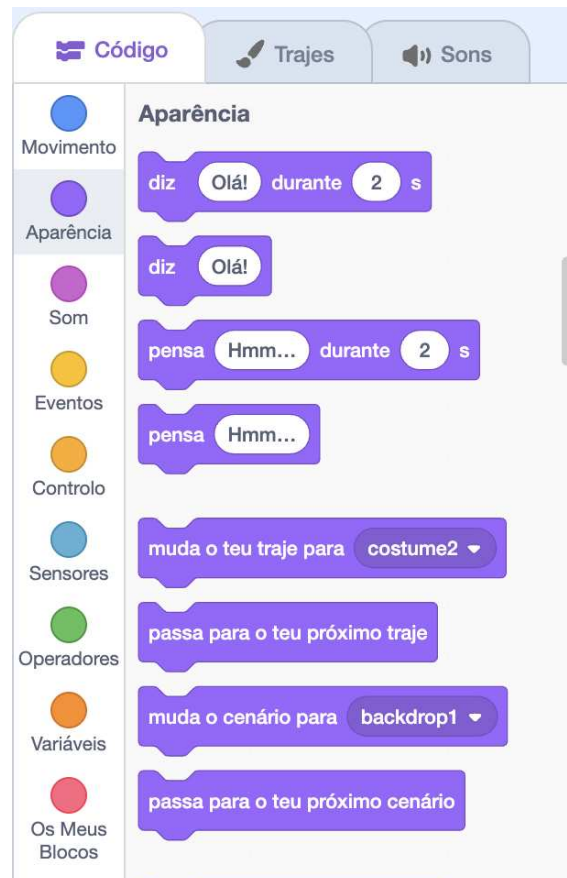 Código
Trajes
Sons
Movimento
Aparência
Som
Eventos
Controlo
Sensores
Operadores
Variáveis
Os Meus
Blocos
Aparência
diz Olá! durante 2 s
diz Olá!
pensa Hmm... durante 2 s
pensa Hmm...
muda o teu traje para costume2
passa para o teu próximo traje
muda o cenário para backdrop1
passa para o teu próximo cenário